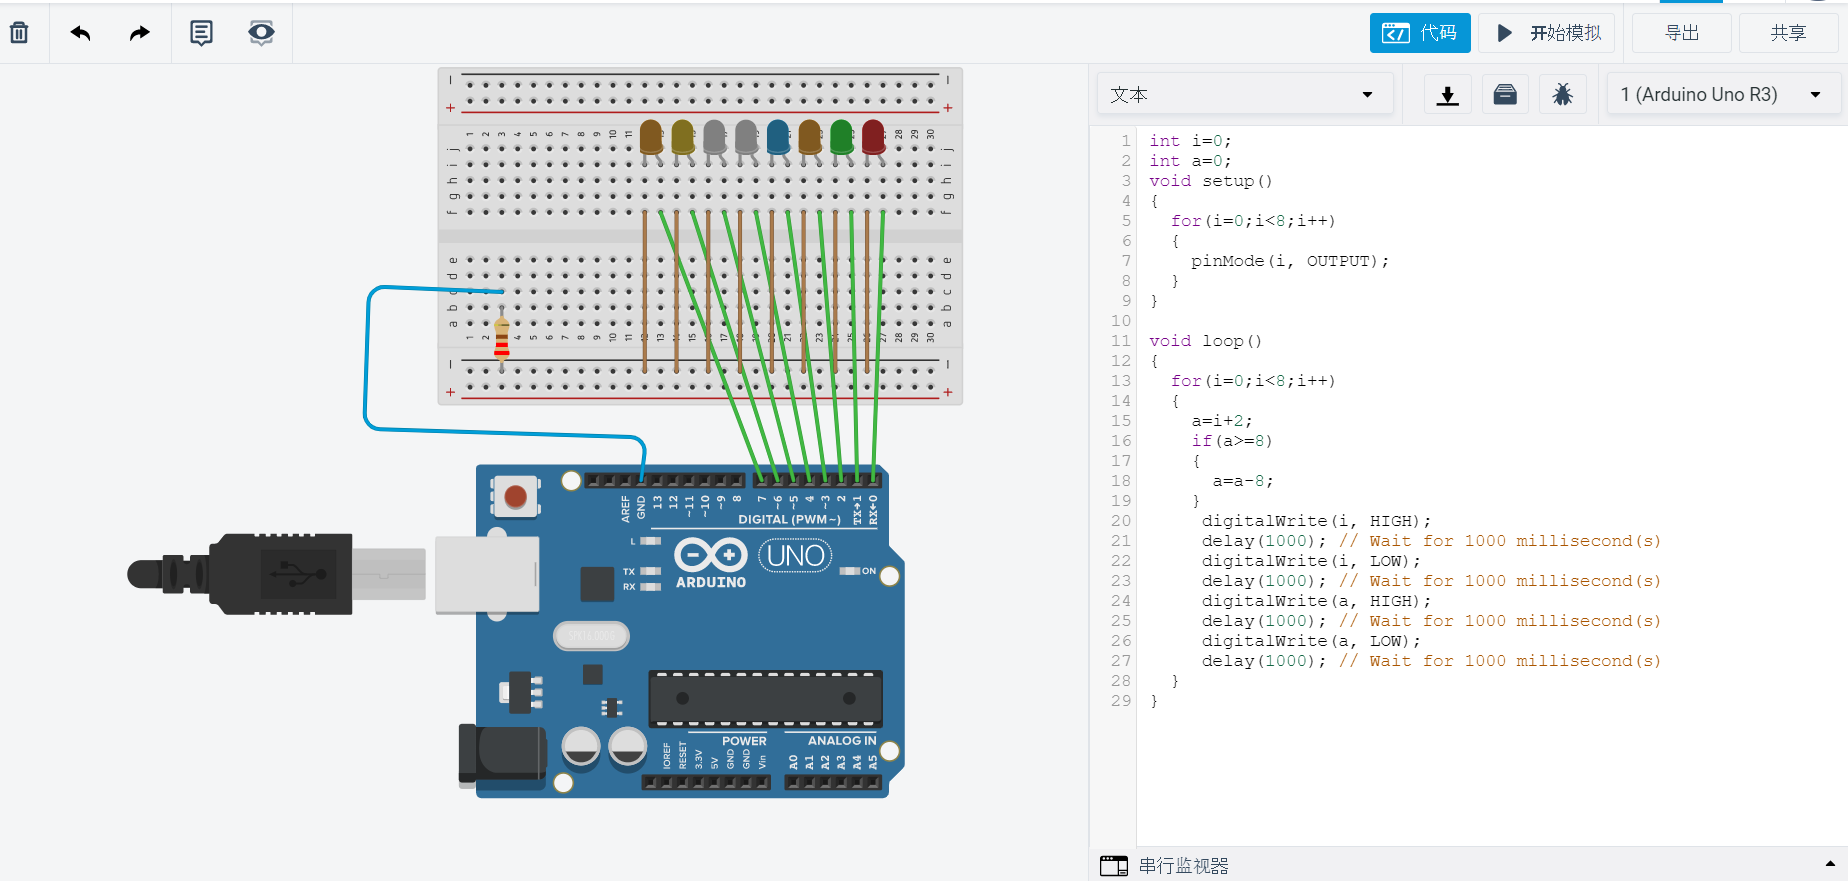 代码
开始模拟
导出
共享
文本
1 (Arduino Uno R3)
1 int i=0;
2 int a=0;
3 void setup()
4 {
5 for(i=0;i<8;i++)
6 {
7 pinMode(i, OUTPUT);
8 }
9 }
10
11 void loop()
12 {
13 for(i=0;i<8;i++)
14 {
15 a=i+2;
16 if(a>=8)
17 {
18 a=a-8;
19 }
20 digitalWrite(i, HIGH);
21 delay(1000); // Wait for 1000 millisecond(s)
22 digitalWrite(i, LOW);
23 delay(1000); // Wait for 1000 millisecond(s)
24 digitalWrite(a, HIGH);
25 delay(1000); // Wait for 1000 millisecond(s)
26 digitalWrite(a, LOW);
27 delay(1000); // Wait for 1000 millisecond(s)
28 }
29 }
串行监视器
AREF GND 13 12 ~11 ~10 ~9 8 7 ~6 ~5 4 ~3 2 TX→1 RX←0
DIGITAL (PWM~)
L
TX
RX
ARDUINO
UNO
ON
POWER
ANALOG IN
IOREF RESET 3.3V 5V GND GND Vin A0 A1 A2 A3 A4 A5